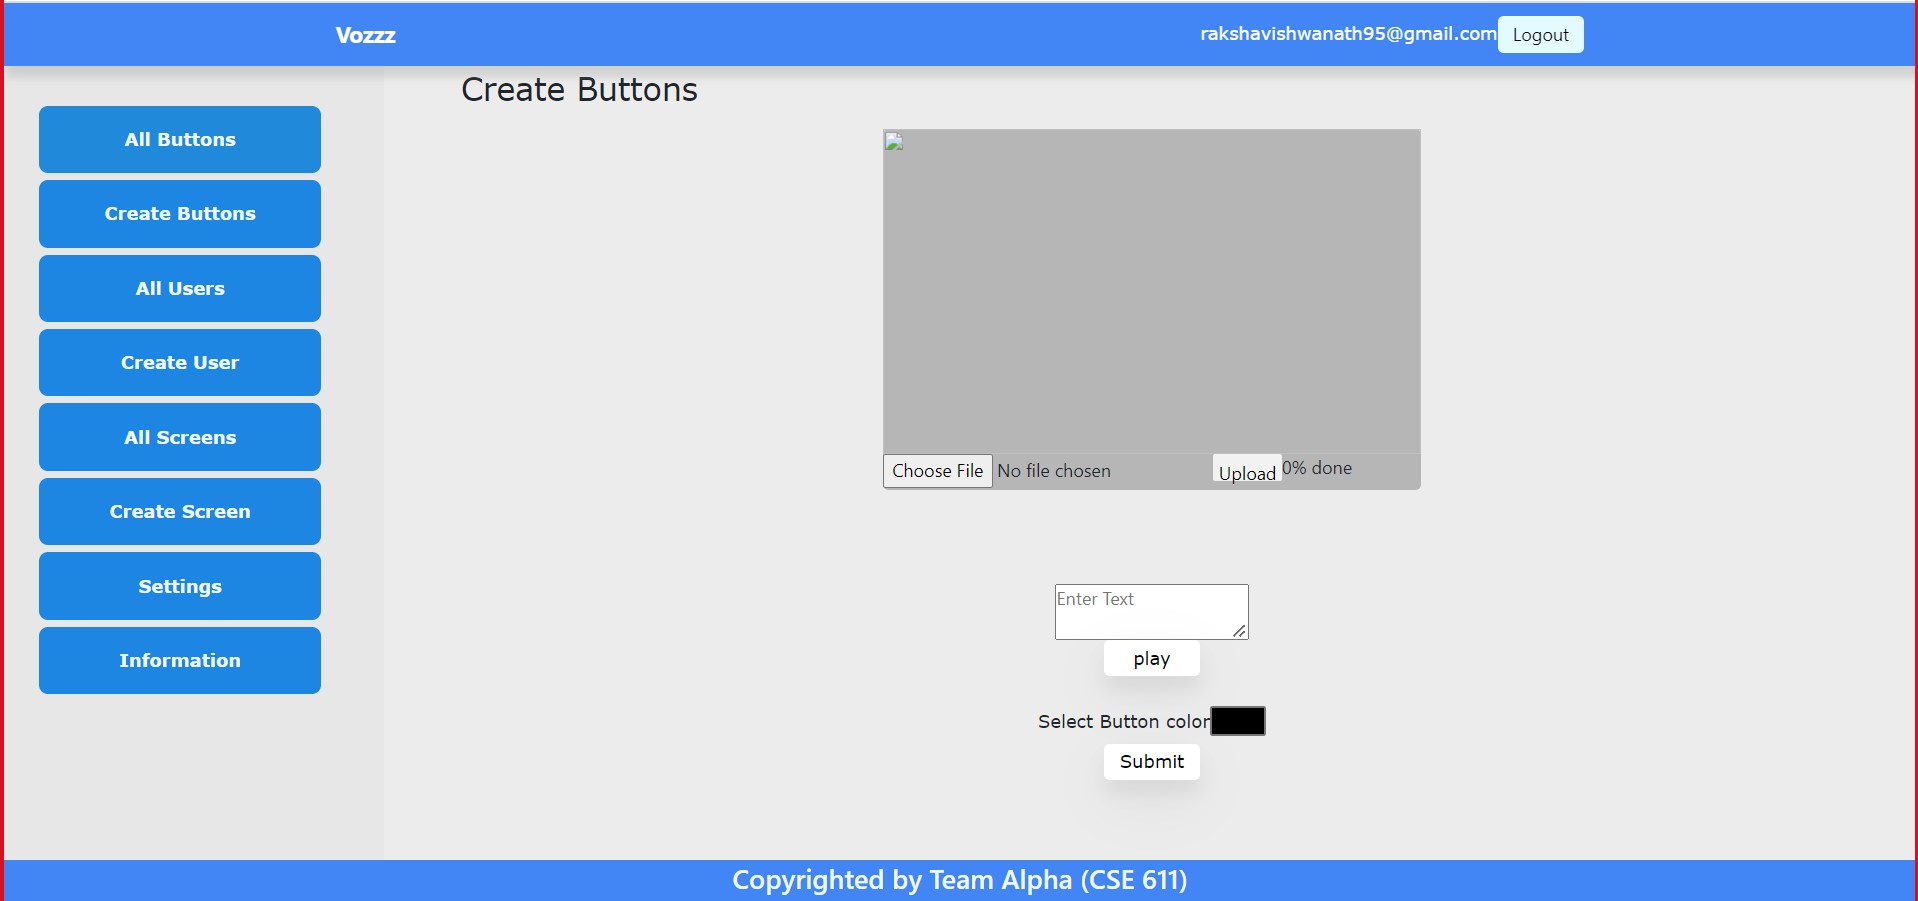 Vozzz
rakshavishwanath95@gmail.com Logout
Create Buttons
All Buttons
Create Buttons
All Users
Create User
All Screens
Create Screen
Settings
Information
Choose File No file chosen Upload 0% done
Enter Text
play
Select Button color
Submit
Copyrighted by Team Alpha (CSE 611)